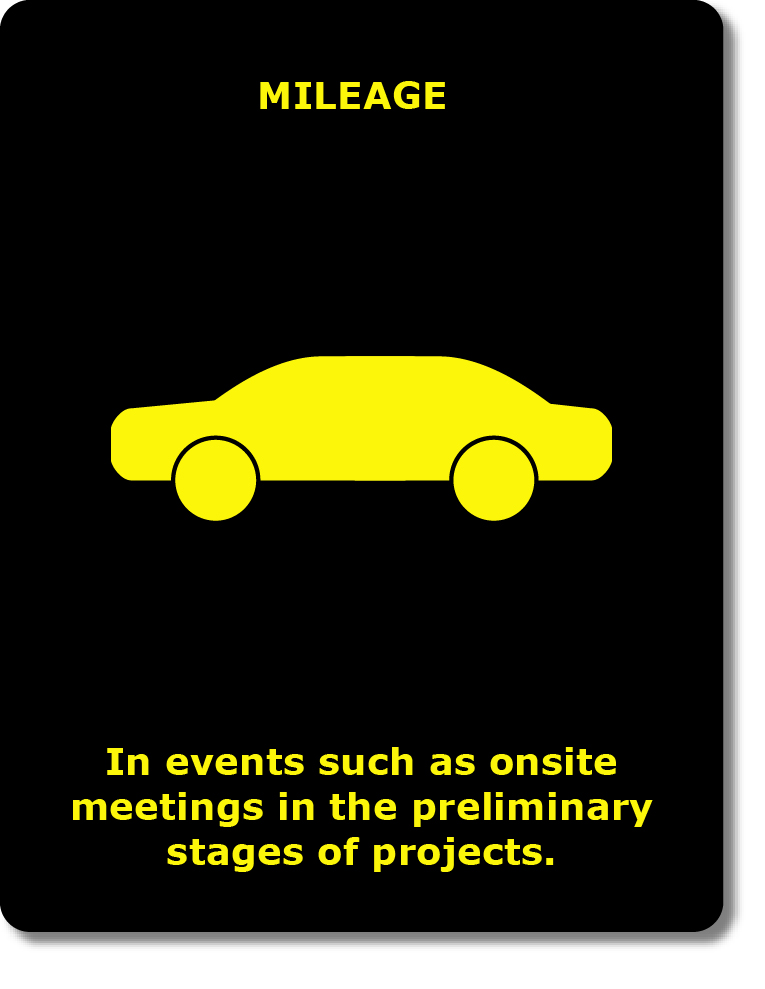 MILEAGE
In events such as onsite
meetings in the preliminary
stages of projects.